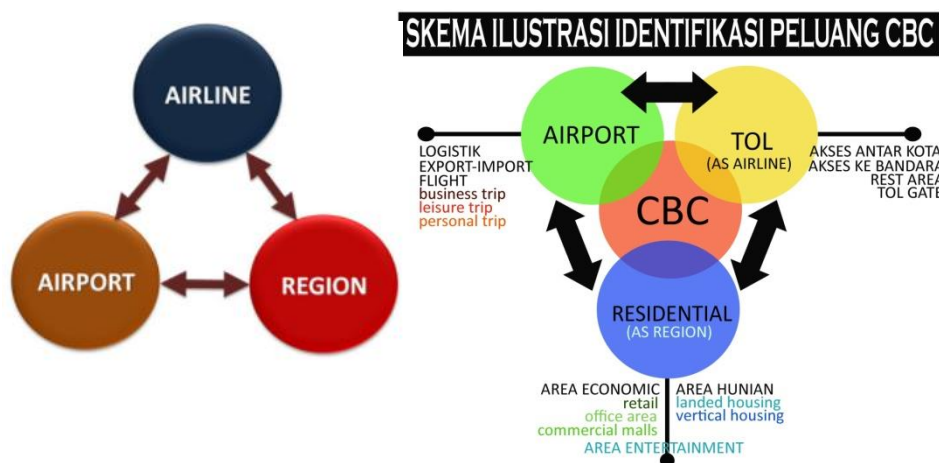 AIRLINE
AIRPORT
REGION
SKEMA ILUSTRASI IDENTIFIKASI PELUANG CBC
AIRPORT
TOL
(AS AIRLINE)
LOGISTIK
EXPORT-IMPORT
FLIGHT
business trip
leisure trip
personal trip
AKSES ANTAR KOTA
AKSES KE BANDARA
REST AREA
TOL GATE
CBC
RESIDENTIAL
(AS REGION)
AREA ECONOMIC
retail
office area
commercial malls
AREA HUNIAN
landed housing
vertical housing
AREA ENTERTAINMENT